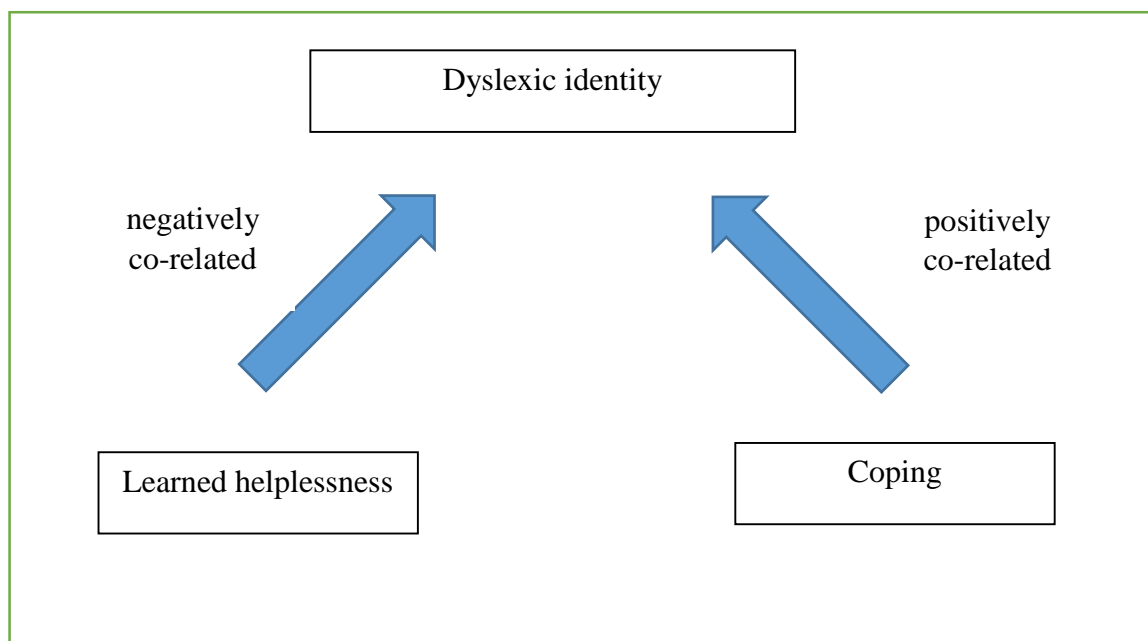 Dyslexic identity
negatively
co-related
positively
co-related
Learned helplessness
Coping